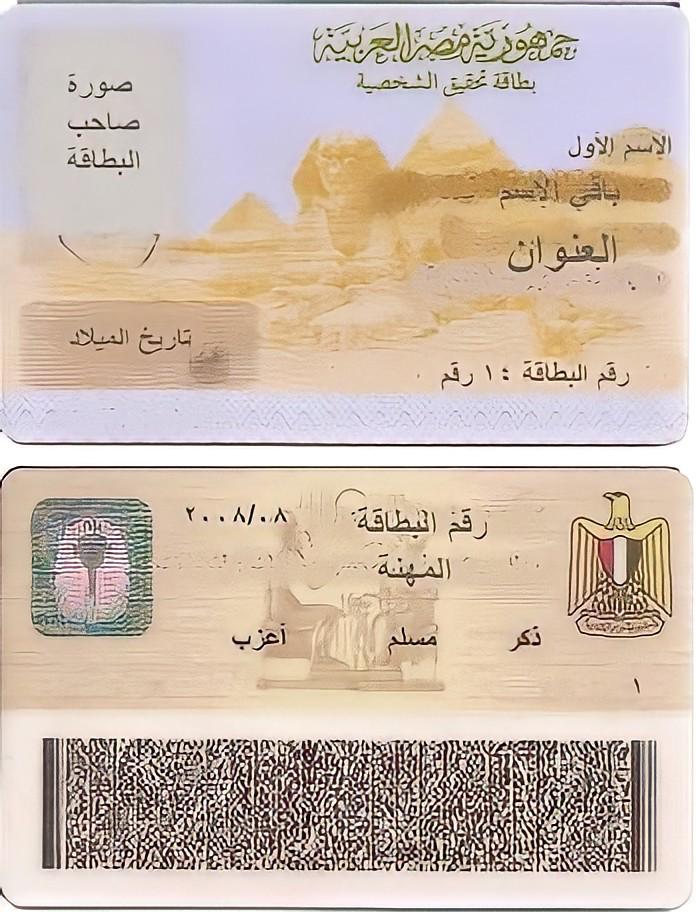 جمهورية مصر العربية
بطاقة تحقيق الشخصية
صورة
صاحب
البطاقة
الاسم الأول
باقي الاسم
العنوان
تاريخ الميلاد
رقم البطاقة : ١ رقم
رقم البطاقة ٢٠٠٨/٠٨
المهنة
ذكر مسلم أعزب
١